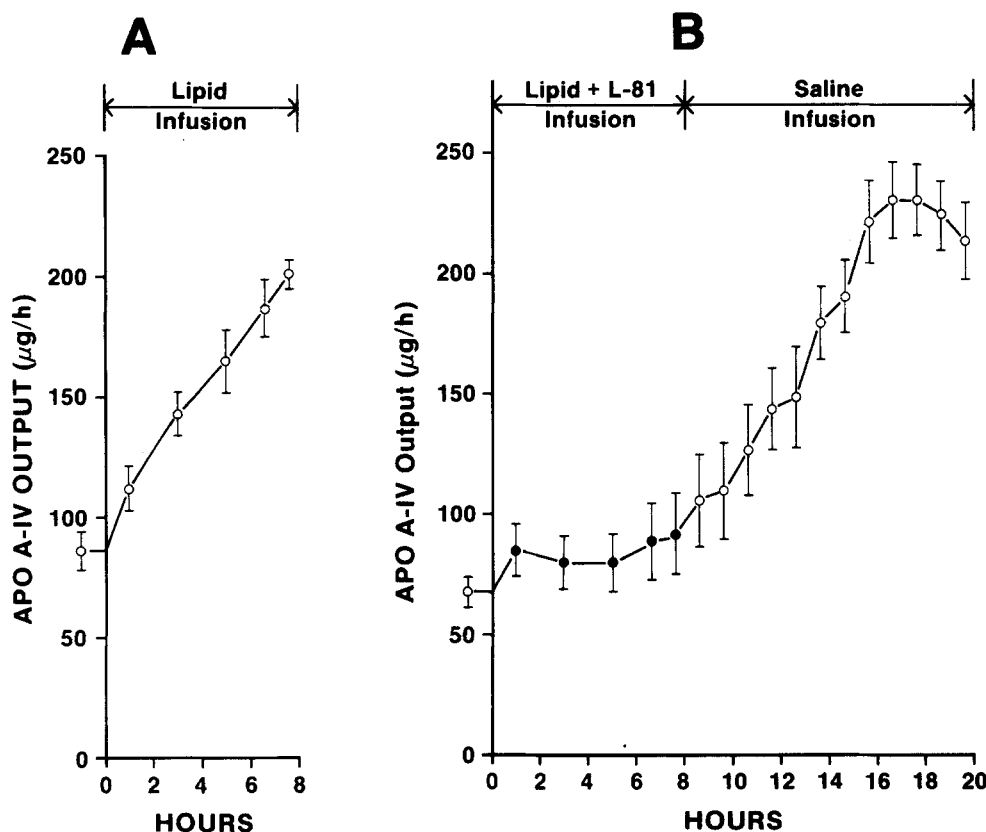 A
Lipid
Infusion
250
200
150
100
50
0
APO A-IV OUTPUT (μg/h)
0 2 4 6 8
HOURS
B
Lipid + L-81 Saline
Infusion Infusion
250
200
150
100
50
0
APO A-IV Output (μg/h)
0 2 4 6 8 10 12 14 16 18 20
HOURS